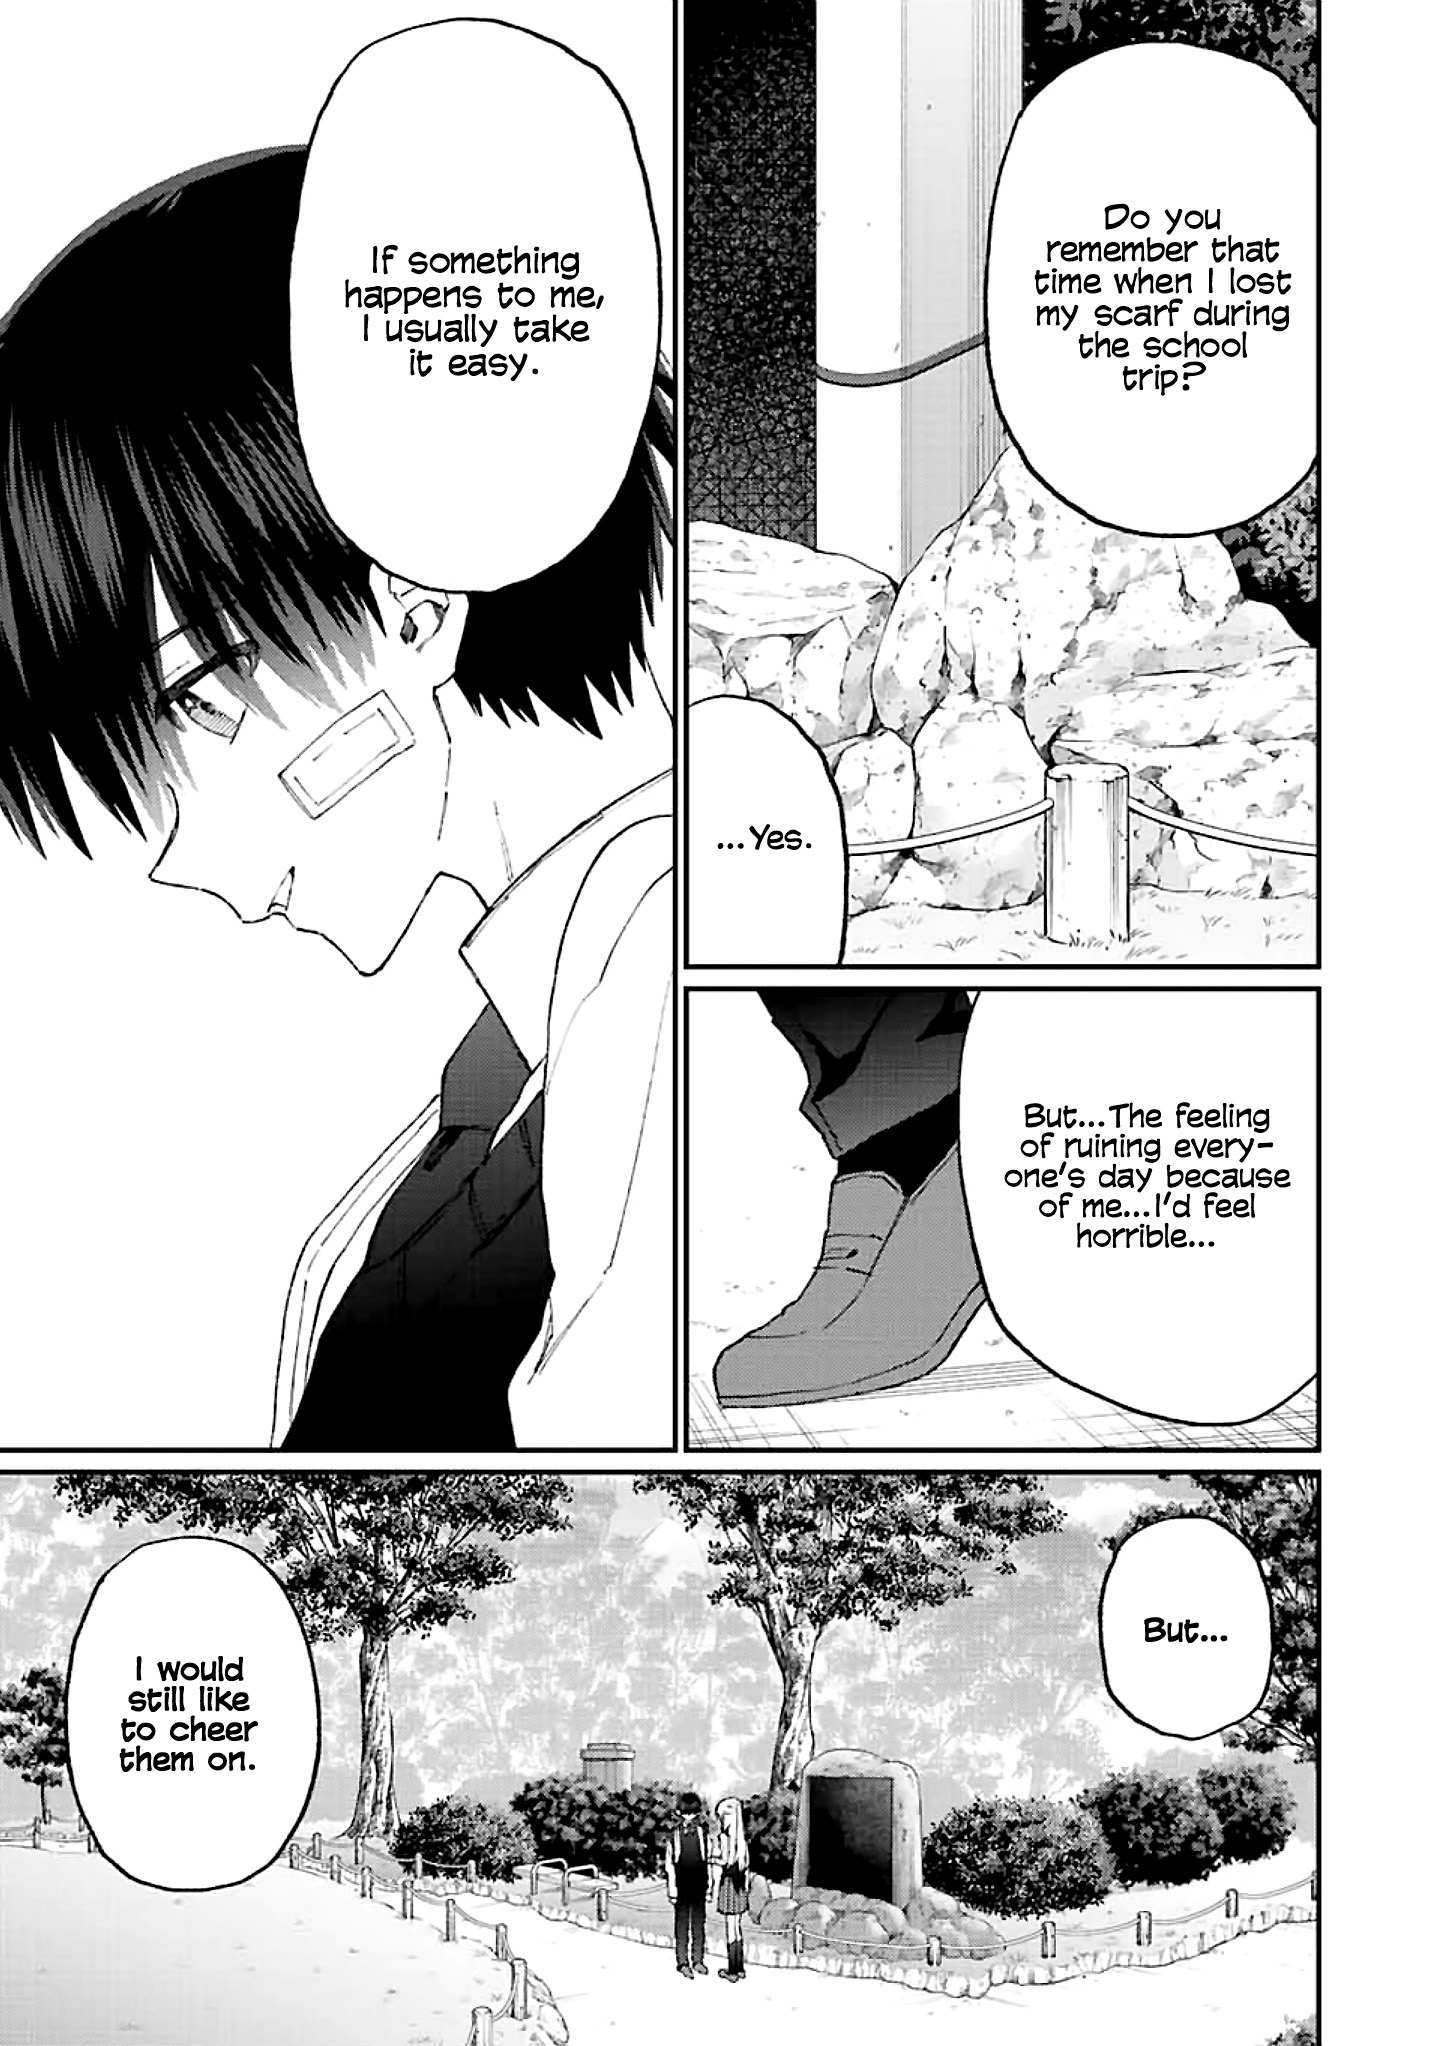 Do you
remember that
time when I lost
my scarf during
the school
trip?
...Yes.
But...The feeling
of ruining every-
one's day because
of me...I'd feel
horrible...
If something
happens to me,
I usually take
it easy.
But...
I would
still like
to cheer
them on.